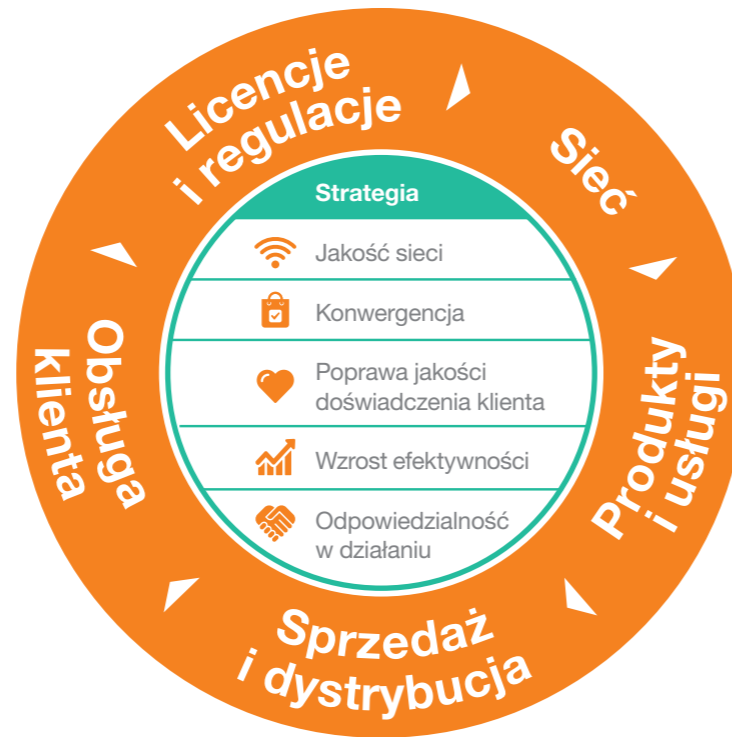 Licencje
i regulacje
Sieć
Produkty
i usługi
Sprzedaż
i dystrybucja
Obsługa
klienta
Strategia
Jakość sieci
Konwergencja
Poprawa jakości
doświadczenia klienta
Wzrost efektywności
Odpowiedzialność
w działaniu